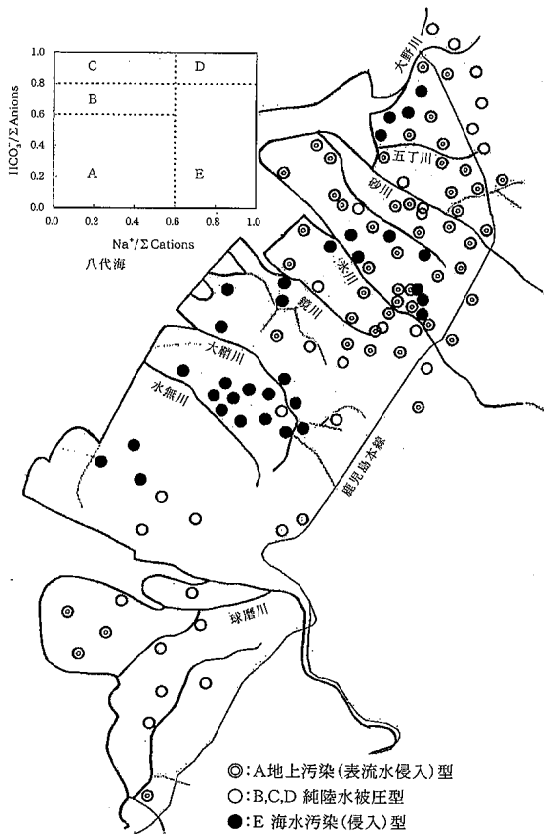 1.0
0.8
0.6
0.4
0.2
0.0
C
D
B
A
E
HCO₃⁻/Σ Anions
0.0 0.2 0.4 0.6 0.8 1.0
Na⁺/Σ Cations
八代海
大野川
五丁川
砂川
氷川
鏡川
大鞘川
水無川
鹿児島本線
球磨川
◎:A地上汚染(表流水侵入)型
○:B,C,D 純陸水被圧型
●:E 海水汚染(侵入)型